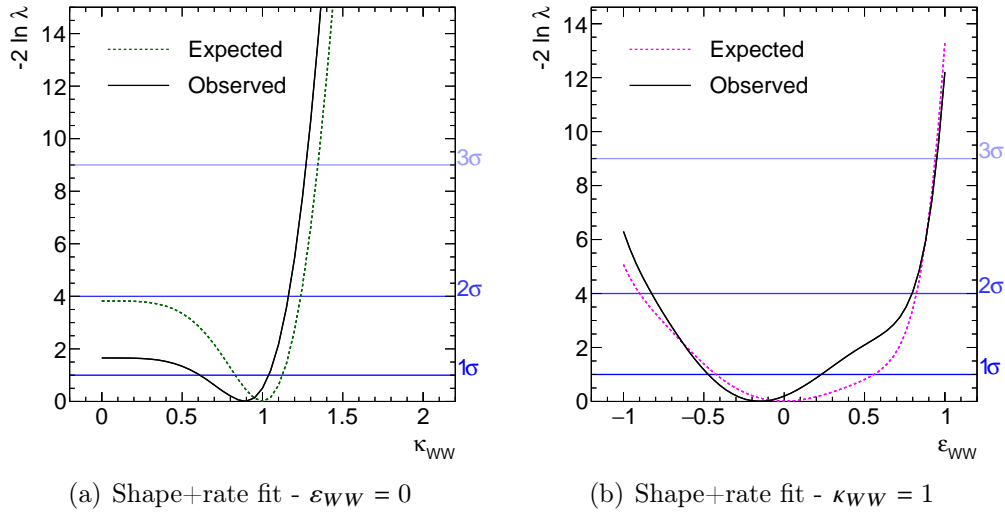 -2 ln λ
14
12
10
8
6
4
2
0
Expected
Observed
3σ
2σ
1σ
0 0.5 1 1.5 2
κWW
-2 ln λ
14
12
10
8
6
4
2
0
Expected
Observed
3σ
2σ
1σ
−1 −0.5 0 0.5 1
εWW
(a) Shape+rate fit - εWW = 0
(b) Shape+rate fit - κWW = 1